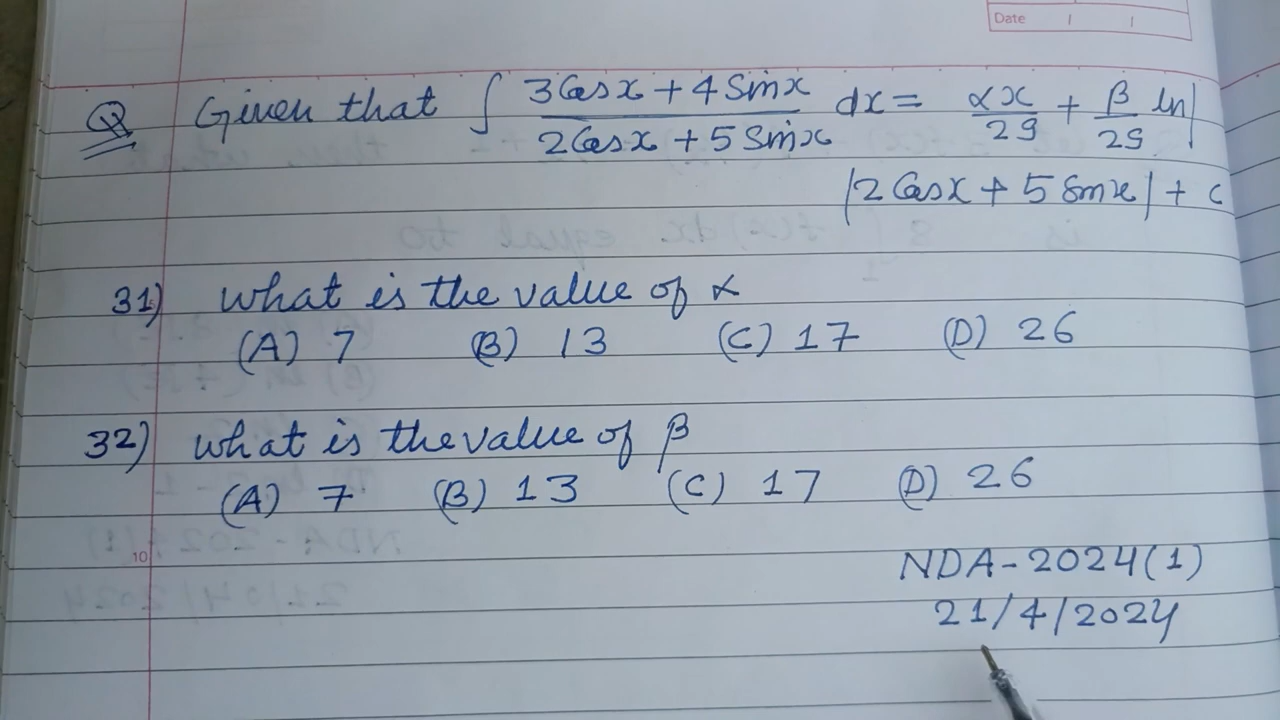 Date / /
Q Given that ∫ (3Cosx + 4Sinx)/(2Cosx + 5Sinx) dx = αx/29 + β/29 ln|
|2Cosx + 5Sinx| + c
31) what is the value of α
(A) 7 (B) 13 (C) 17 (D) 26
32) what is the value of β
(A) 7 (B) 13 (C) 17 (D) 26
10
NDA-2024(1)
21/4/2024